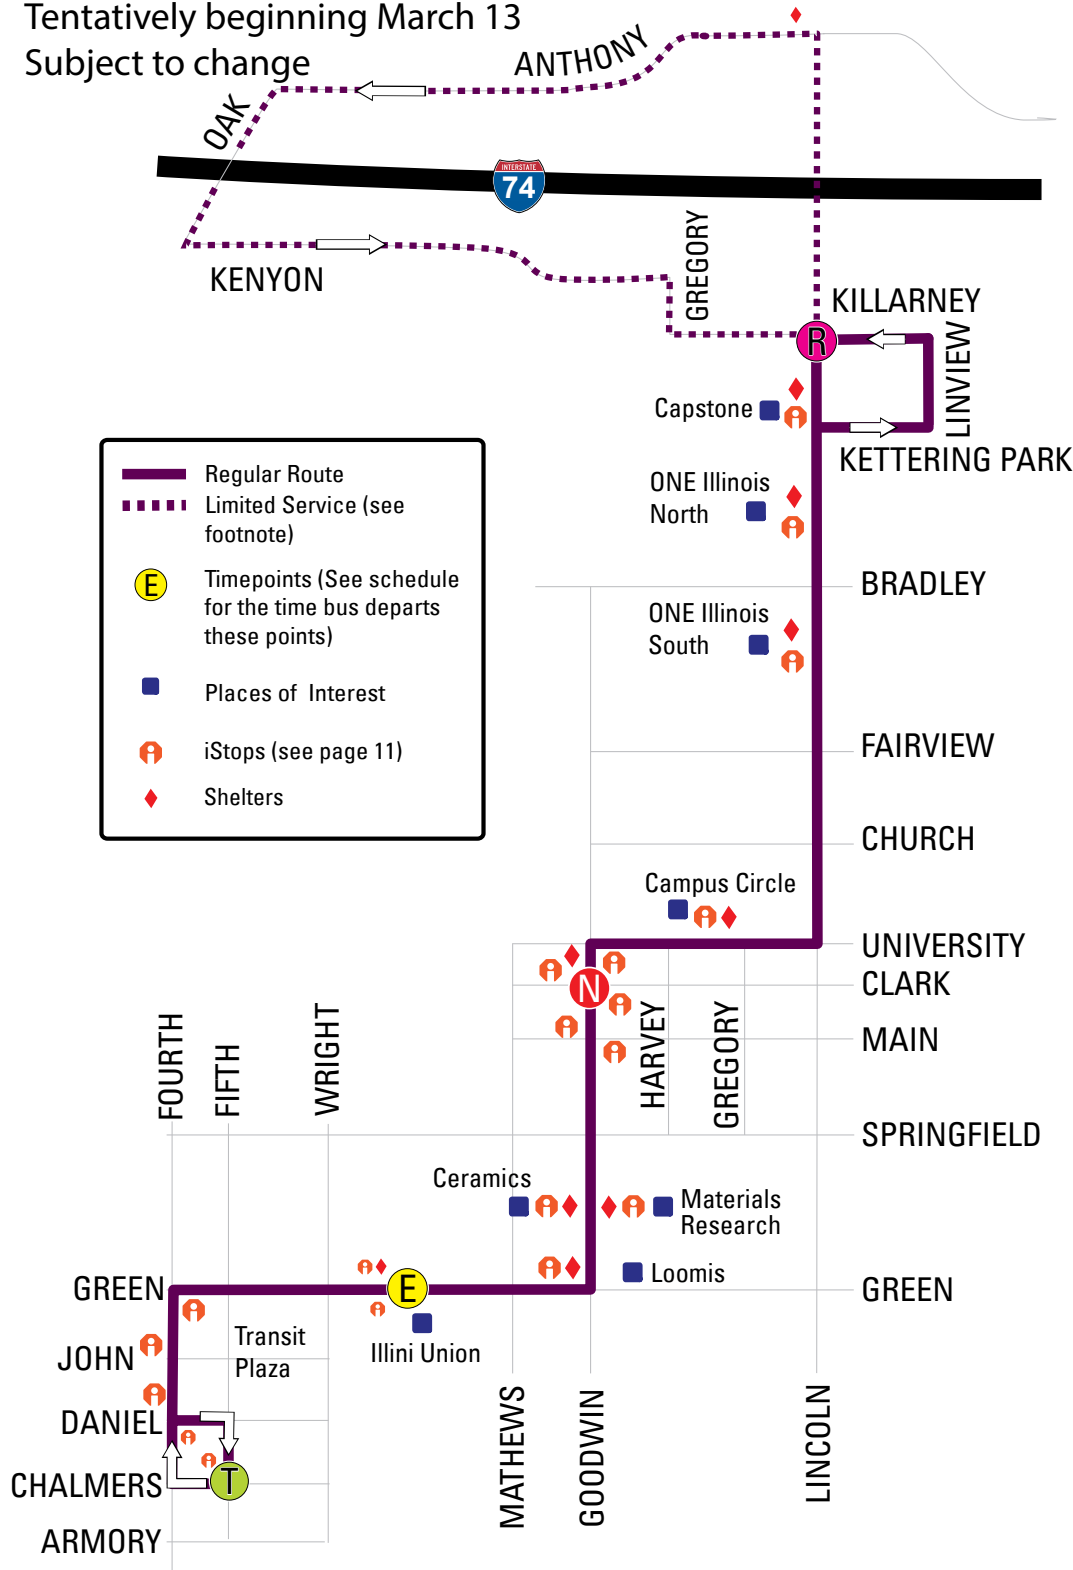 Tentatively beginning March 13
Subject to change
ANTHONY
OAK
INTERSTATE
74
KENYON
GREGORY
KILLARNEY
R
LINVIEW
Capstone
KETTERING PARK
ONE Illinois
North
Regular Route
Limited Service (see
footnote)
E
Timepoints (See schedule
for the time bus departs
these points)
Places of Interest
iStops (see page 11)
Shelters
BRADLEY
ONE Illinois
South
FAIRVIEW
CHURCH
Campus Circle
UNIVERSITY
N
CLARK
HARVEY
GREGORY
MAIN
FOURTH
FIFTH
WRIGHT
SPRINGFIELD
Ceramics
Materials
Research
Loomis
GREEN
E
GREEN
Transit
Plaza
Illini Union
JOHN
DANIEL
CHALMERS
T
ARMORY
MATHEWS
GOODWIN
LINCOLN